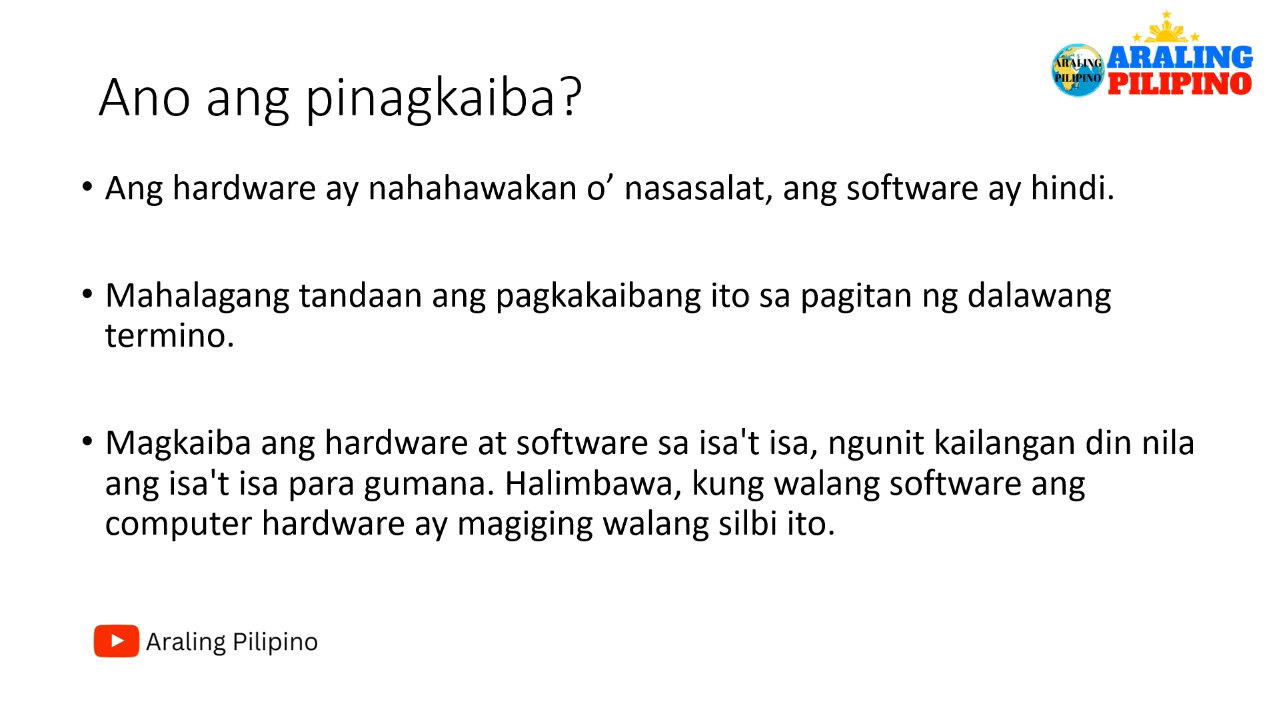 ARALING
PILIPINO
ARALING
PILIPINO
Ano ang pinagkaiba?
• Ang hardware ay nahahawakan o’ nasasalat, ang software ay hindi.
• Mahalagang tandaan ang pagkakaibang ito sa pagitan ng dalawang
termino.
• Magkaiba ang hardware at software sa isa't isa, ngunit kailangan din nila
ang isa't isa para gumana. Halimbawa, kung walang software ang
computer hardware ay magiging walang silbi ito.
Araling Pilipino